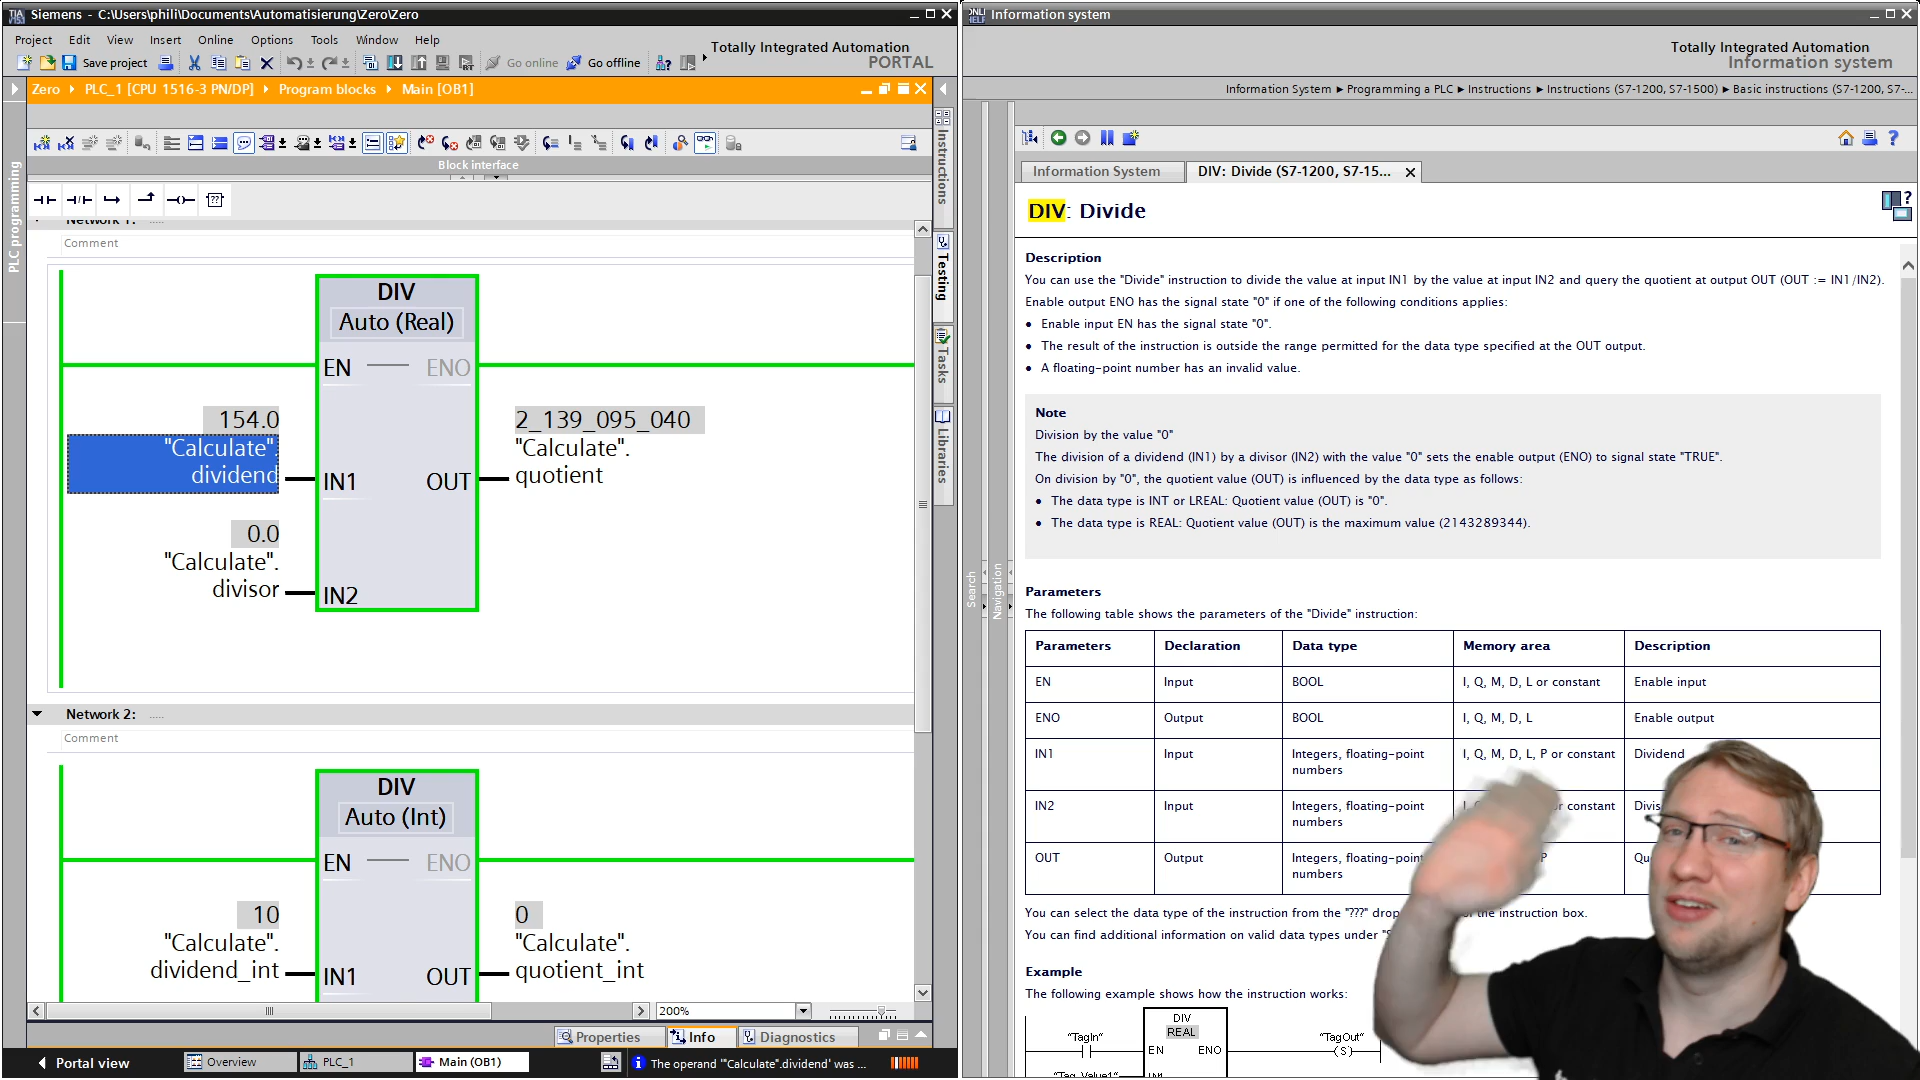 Siemens - C:\Users\phili\Documents\Automatisierung\Zero\Zero
Project Edit View Insert Online Options Tools Window Help
Totally Integrated Automation
PORTAL
Save project
Go online
Go offline
Zero PLC_1 [CPU 1516-3 PN/DP] Program blocks Main [OB1]
Block interface
PLC programming
Instructions
Testing
Tasks
Libraries
Network 1: .....
Comment
DIV
Auto (Real)
EN ENO
154.0
"Calculate".
dividend
IN1
0.0
"Calculate".
divisor
IN2
2_139_095_040
"Calculate".
quotient
OUT
Network 2: .....
Comment
DIV
Auto (Int)
EN ENO
10
"Calculate".
dividend_int
IN1
0
"Calculate".
quotient_int
OUT
200%
Properties Info Diagnostics
Portal view Overview PLC_1 Main (OB1) The operand '"Calculate".dividend' was ...
Information system
Totally Integrated Automation
Information system
Information System Programming a PLC Instructions Instructions (S7-1200, S7-1500) Basic instructions (S7-1200, S7-...
Search
Navigation
Information System
DIV: Divide (S7-1200, S7-15...
DIV: Divide
Description
You can use the "Divide" instruction to divide the value at input IN1 by the value at input IN2 and query the quotient at output OUT (OUT := IN1/IN2).
Enable output ENO has the signal state "0" if one of the following conditions applies:
• Enable input EN has the signal state "0".
• The result of the instruction is outside the range permitted for the data type specified at the OUT output.
• A floating-point number has an invalid value.
Note
Division by the value "0"
The division of a dividend (IN1) by a divisor (IN2) with the value "0" sets the enable output (ENO) to signal state "TRUE".
On division by "0", the quotient value (OUT) is influenced by the data type as follows:
• The data type is INT or LREAL: Quotient value (OUT) is "0".
• The data type is REAL: Quotient value (OUT) is the maximum value (2143289344).
Parameters
The following table shows the parameters of the "Divide" instruction:
Parameters Declaration Data type Memory area Description
EN Input BOOL I, Q, M, D, L or constant Enable input
ENO Output BOOL I, Q, M, D, L Enable output
IN1 Input Integers, floating-point numbers I, Q, M, D, L, P or constant Dividend
IN2 Input Integers, floating-point numbers constant
OUT Output Integers, floating-point numbers P
You can select the data type of the instruction from the "???" the instruction box.
You can find additional information on valid data types under
Example
The following example shows how the instruction works:
"TagIn"
DIV
REAL
EN ENO
"TagOut"
(S)
"Tag_Value1"
IN1